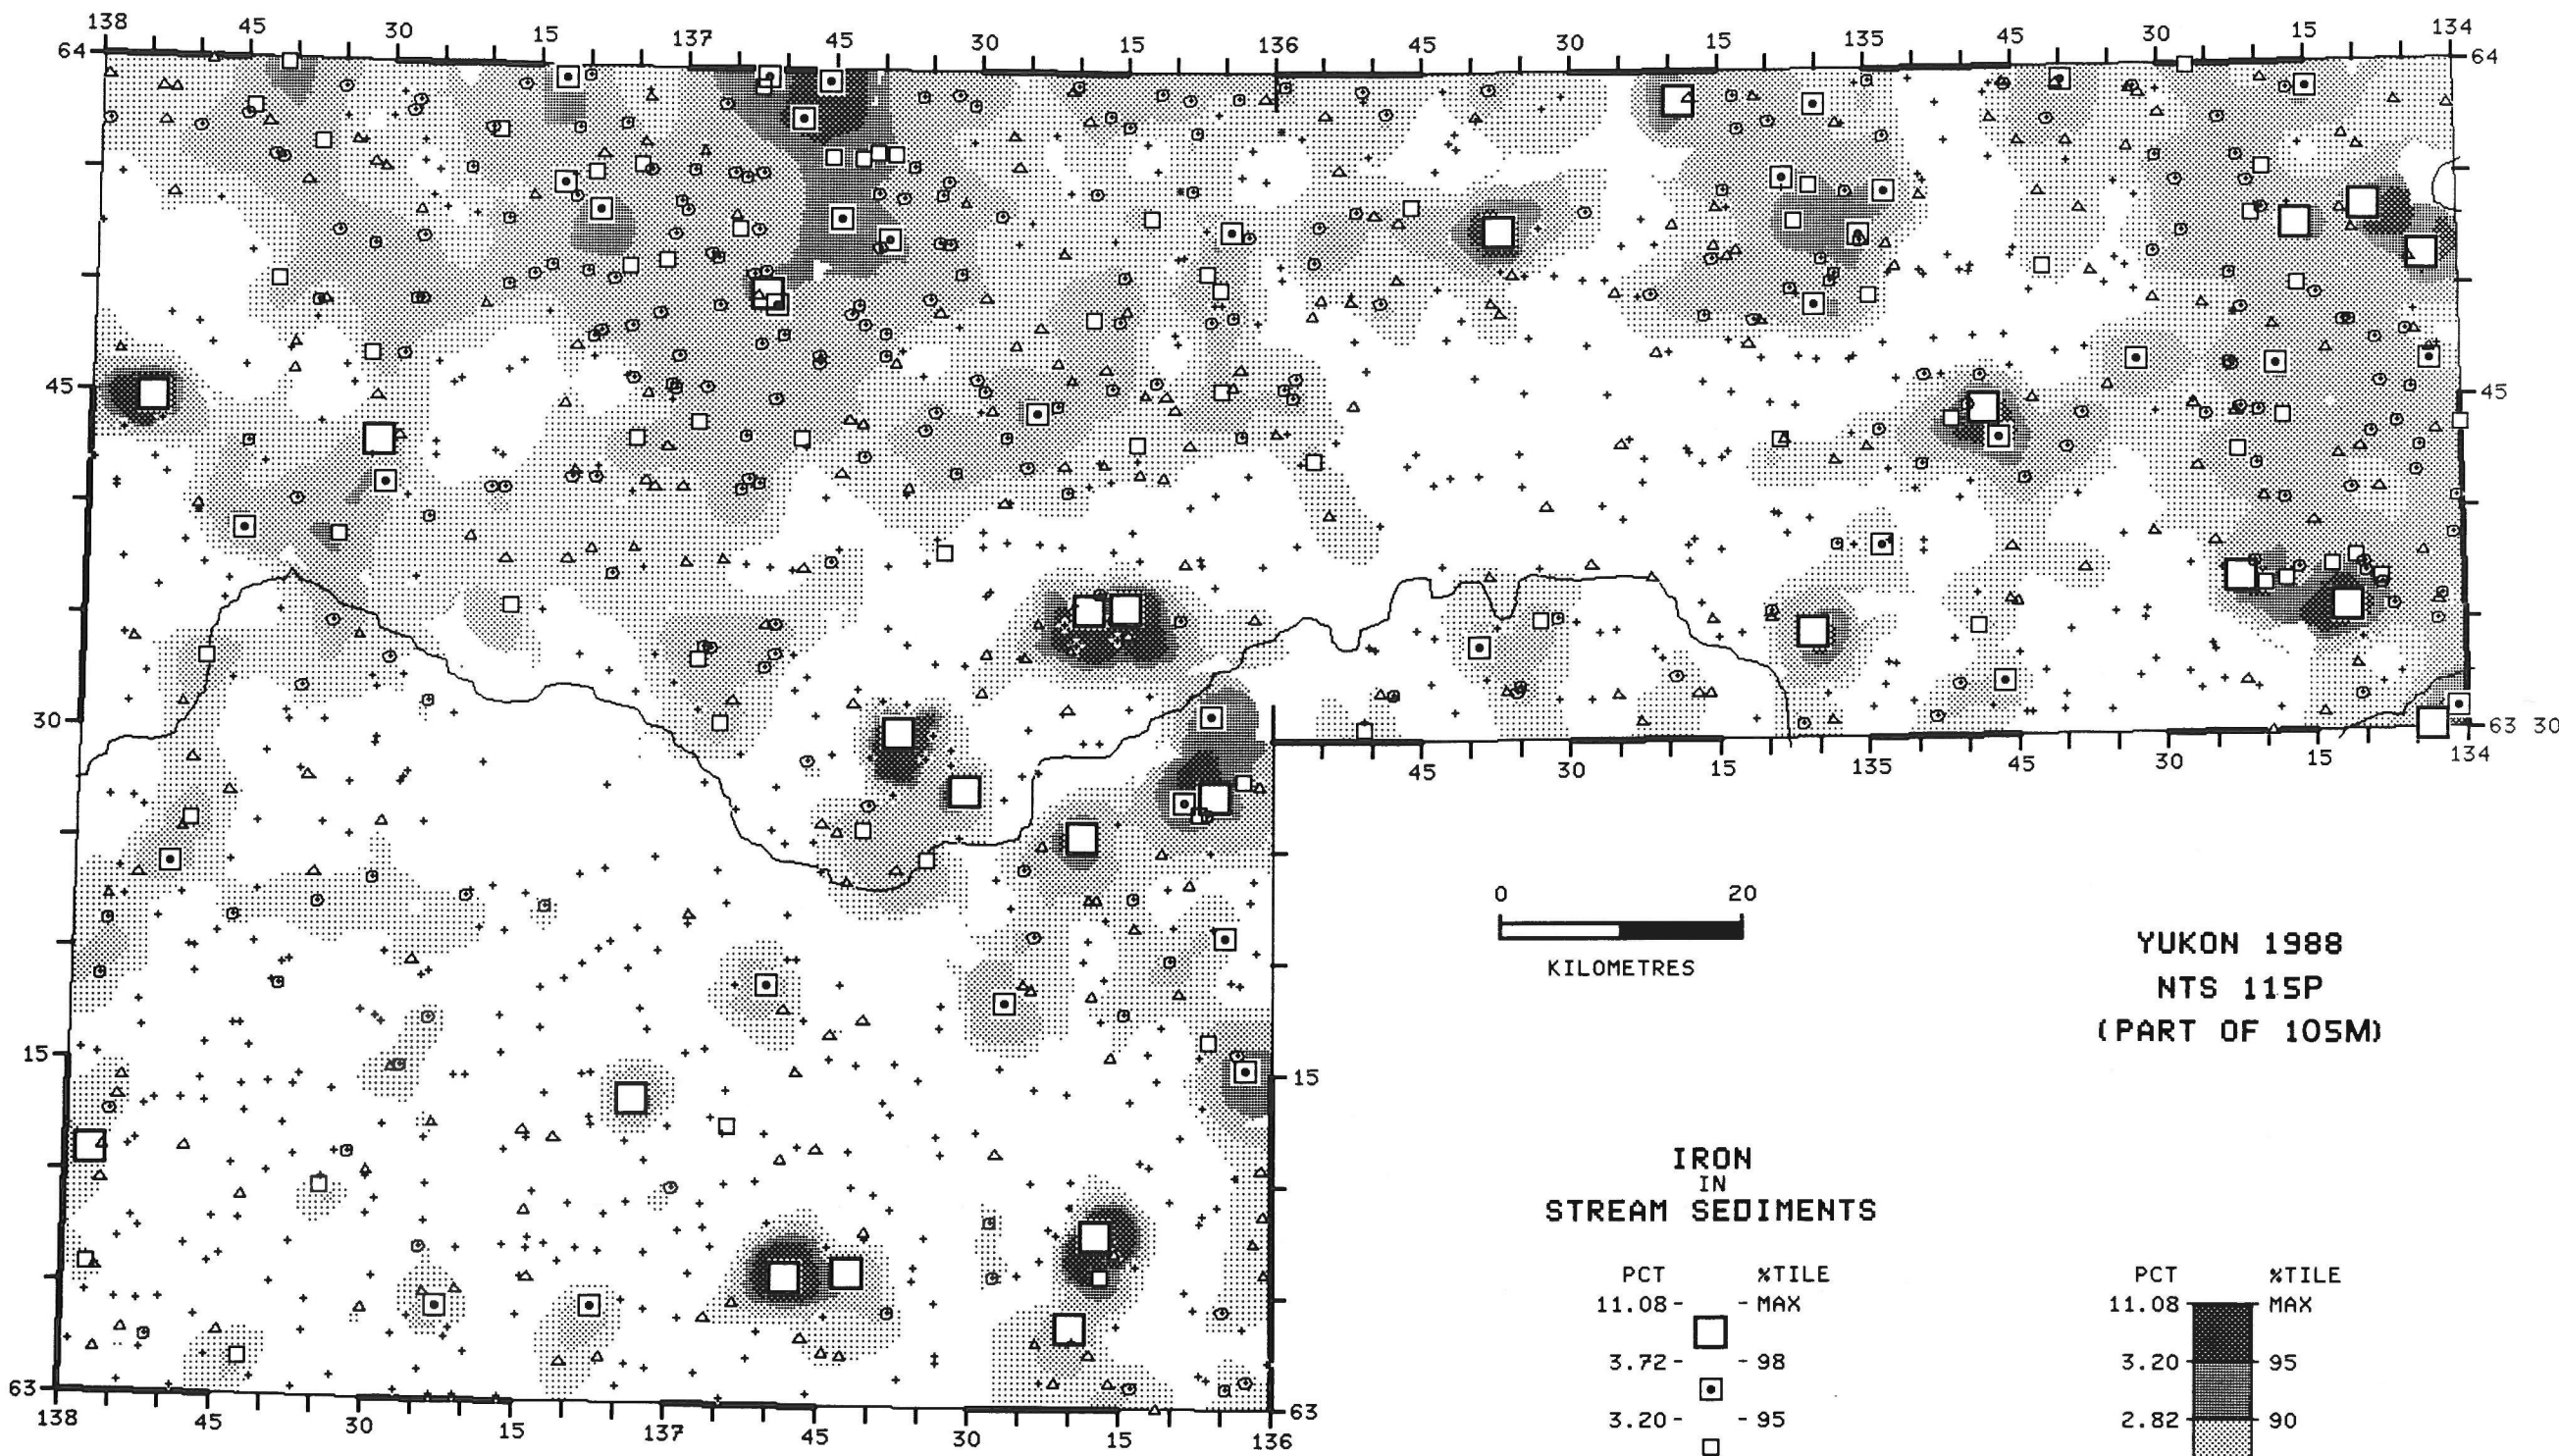 138 45 30 15 137 45 30 15 136 45 30 15 135 45 30 15 134
64 64
45 45
30 63 30
45 30 15 135 45 30 15 134
0 20
KILOMETRES
YUKON 1988
NTS 115P
(PART OF 105M)
15 15
IRON
IN
STREAM SEDIMENTS
PCT %TILE PCT %TILE
11.08 - - MAX 11.08 MAX
3.72 - - 98 3.20 95
3.20 - - 95 2.82 90
63 63
138 45 30 15 137 45 30 15 136